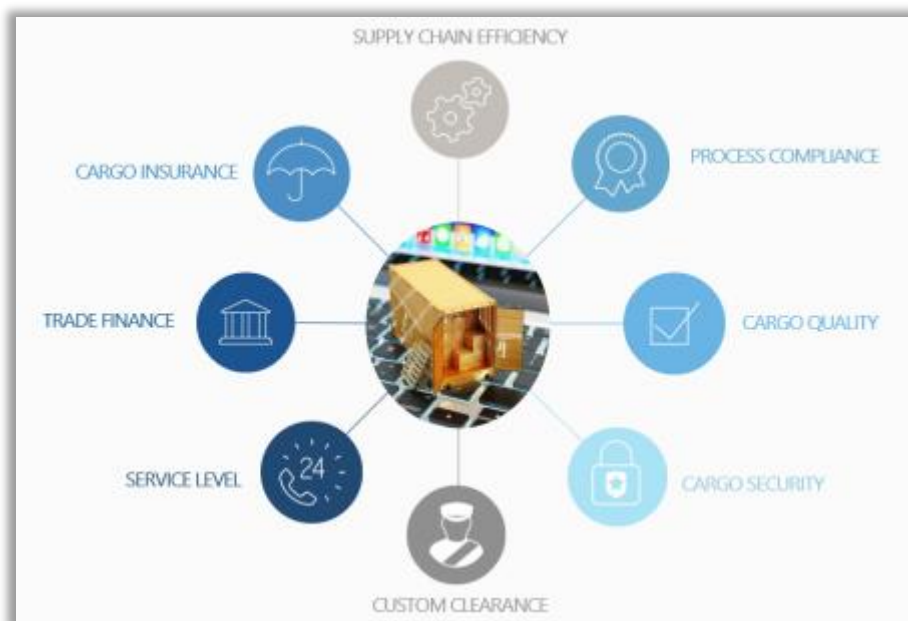 SUPPLY CHAIN EFFICIENCY
CARGO INSURANCE
PROCESS COMPLIANCE
TRADE FINANCE
CARGO QUALITY
24
SERVICE LEVEL
CARGO SECURITY
CUSTOM CLEARANCE